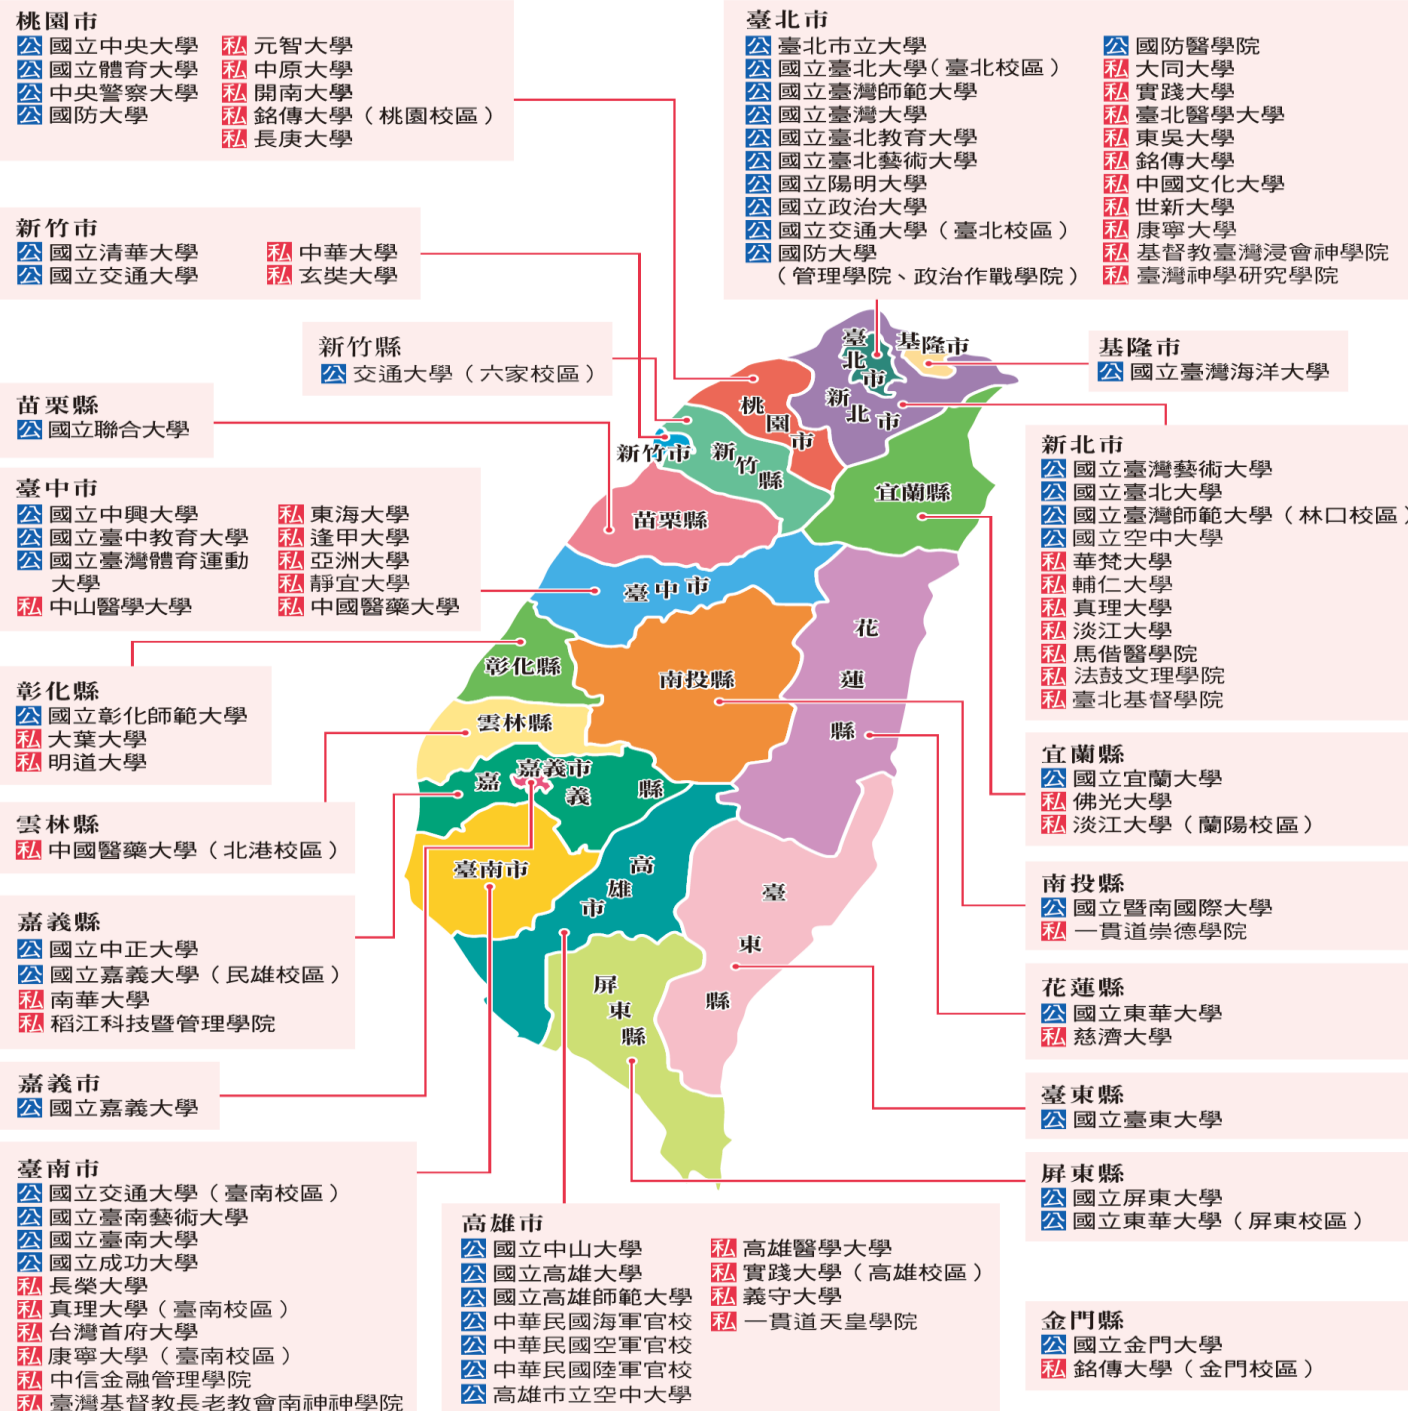 桃園市
公 國立中央大學
公 國立體育大學
公 中央警察大學
公 國防大學
私 元智大學
私 中原大學
私 開南大學
私 銘傳大學（桃園校區）
私 長庚大學
臺北市
公 臺北市立大學
公 國立臺北大學（臺北校區）
公 國立臺灣師範大學
公 國立臺灣大學
公 國立臺北教育大學
公 國立臺北藝術大學
公 國立陽明大學
公 國立政治大學
公 國立交通大學（臺北校區）
公 國防大學
（管理學院、政治作戰學院）
公 國防醫學院
私 大同大學
私 實踐大學
私 臺北醫學大學
私 東吳大學
私 銘傳大學
私 中國文化大學
私 世新大學
私 康寧大學
私 基督教臺灣浸會神學院
私 臺灣神學研究學院
新竹市
公 國立清華大學
公 國立交通大學
私 中華大學
私 玄奘大學
新竹縣
公 交通大學（六家校區）
基隆市
公 國立臺灣海洋大學
苗栗縣
公 國立聯合大學
臺中市
公 國立中興大學
公 國立臺中教育大學
公 國立臺灣體育運動
大學
私 中山醫學大學
私 東海大學
私 逢甲大學
私 亞洲大學
私 靜宜大學
私 中國醫藥大學
新北市
公 國立臺灣藝術大學
公 國立臺北大學
公 國立臺灣師範大學（林口校區）
公 國立空中大學
私 華梵大學
私 輔仁大學
私 真理大學
私 淡江大學
私 馬偕醫學院
私 法鼓文理學院
私 臺北基督學院
彰化縣
公 國立彰化師範大學
私 大葉大學
私 明道大學
宜蘭縣
公 國立宜蘭大學
私 佛光大學
私 淡江大學（蘭陽校區）
雲林縣
私 中國醫藥大學（北港校區）
南投縣
公 國立暨南國際大學
私 一貫道崇德學院
嘉義縣
公 國立中正大學
公 國立嘉義大學（民雄校區）
私 南華大學
私 稻江科技暨管理學院
花蓮縣
公 國立東華大學
私 慈濟大學
嘉義市
公 國立嘉義大學
臺東縣
公 國立臺東大學
臺南市
公 國立交通大學（臺南校區）
公 國立臺南藝術大學
公 國立臺南大學
公 國立成功大學
私 長榮大學
私 真理大學（臺南校區）
私 台灣首府大學
私 康寧大學（臺南校區）
私 中信金融管理學院
私 臺灣基督教長老教會南神神學院
屏東縣
公 國立屏東大學
公 國立東華大學（屏東校區）
高雄市
公 國立中山大學
公 國立高雄大學
公 國立高雄師範大學
公 中華民國海軍官校
公 中華民國空軍官校
公 中華民國陸軍官校
公 高雄市立空中大學
私 高雄醫學大學
私 實踐大學（高雄校區）
私 義守大學
私 一貫道天皇學院
金門縣
公 國立金門大學
私 銘傳大學（金門校區）
臺北市
基隆市
新北市
桃園市
新竹市
新竹縣
宜蘭縣
苗栗縣
臺中市
花蓮縣
彰化縣
南投縣
雲林縣
嘉義市
嘉義縣
臺南市
高雄市
臺東縣
屏東縣